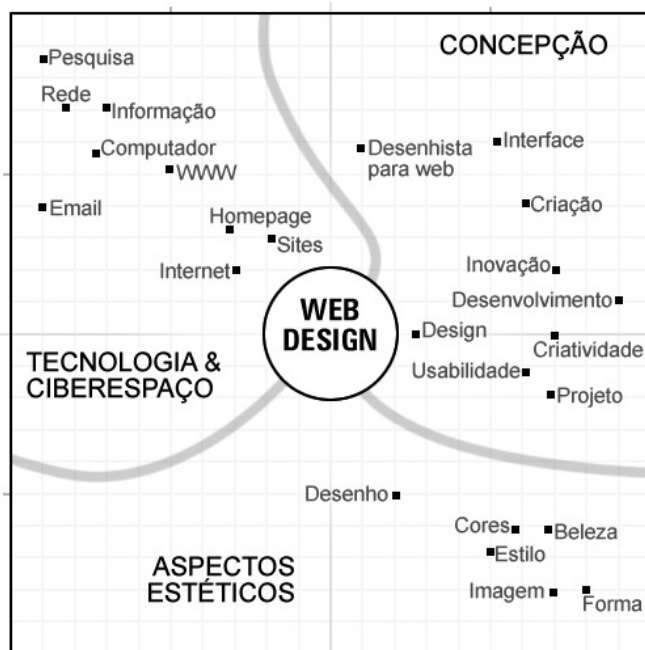 CONCEPÇÃO
Pesquisa
Rede
Informação
Computador
WWW
Email
Homepage
Sites
Internet
Desenhista
para web
Interface
Criação
Inovação
Desenvolvimento
Design
Criatividade
Usabilidade
Projeto
WEB
DESIGN
TECNOLOGIA &
CIBERESPAÇO
Desenho
Cores
Beleza
Estilo
Imagem
Forma
ASPECTOS
ESTÉTICOS